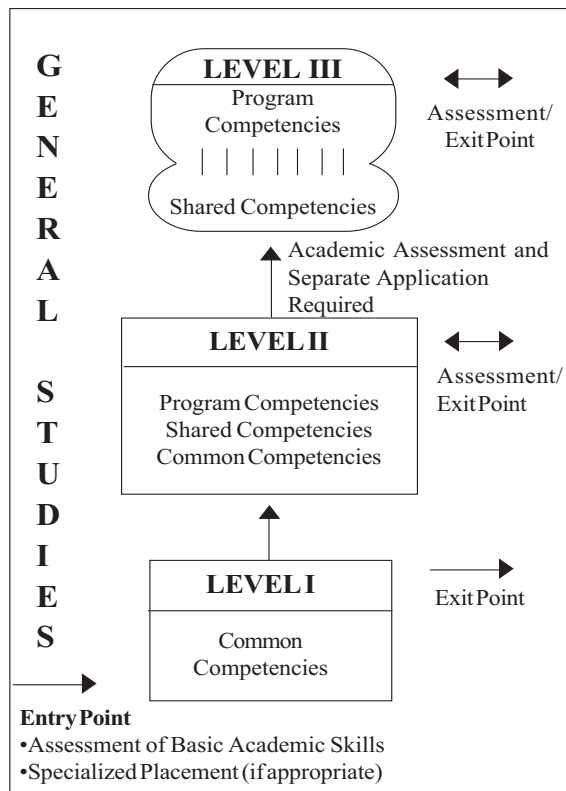 GENERAL STUDIES
LEVEL III
Program
Competencies
Shared Competencies
Assessment/
Exit Point
Academic Assessment and
Separate Application
Required
LEVEL II
Program Competencies
Shared Competencies
Common Competencies
Assessment/
Exit Point
LEVEL I
Common
Competencies
Exit Point
Entry Point
•Assessment of Basic Academic Skills
•Specialized Placement (if appropriate)